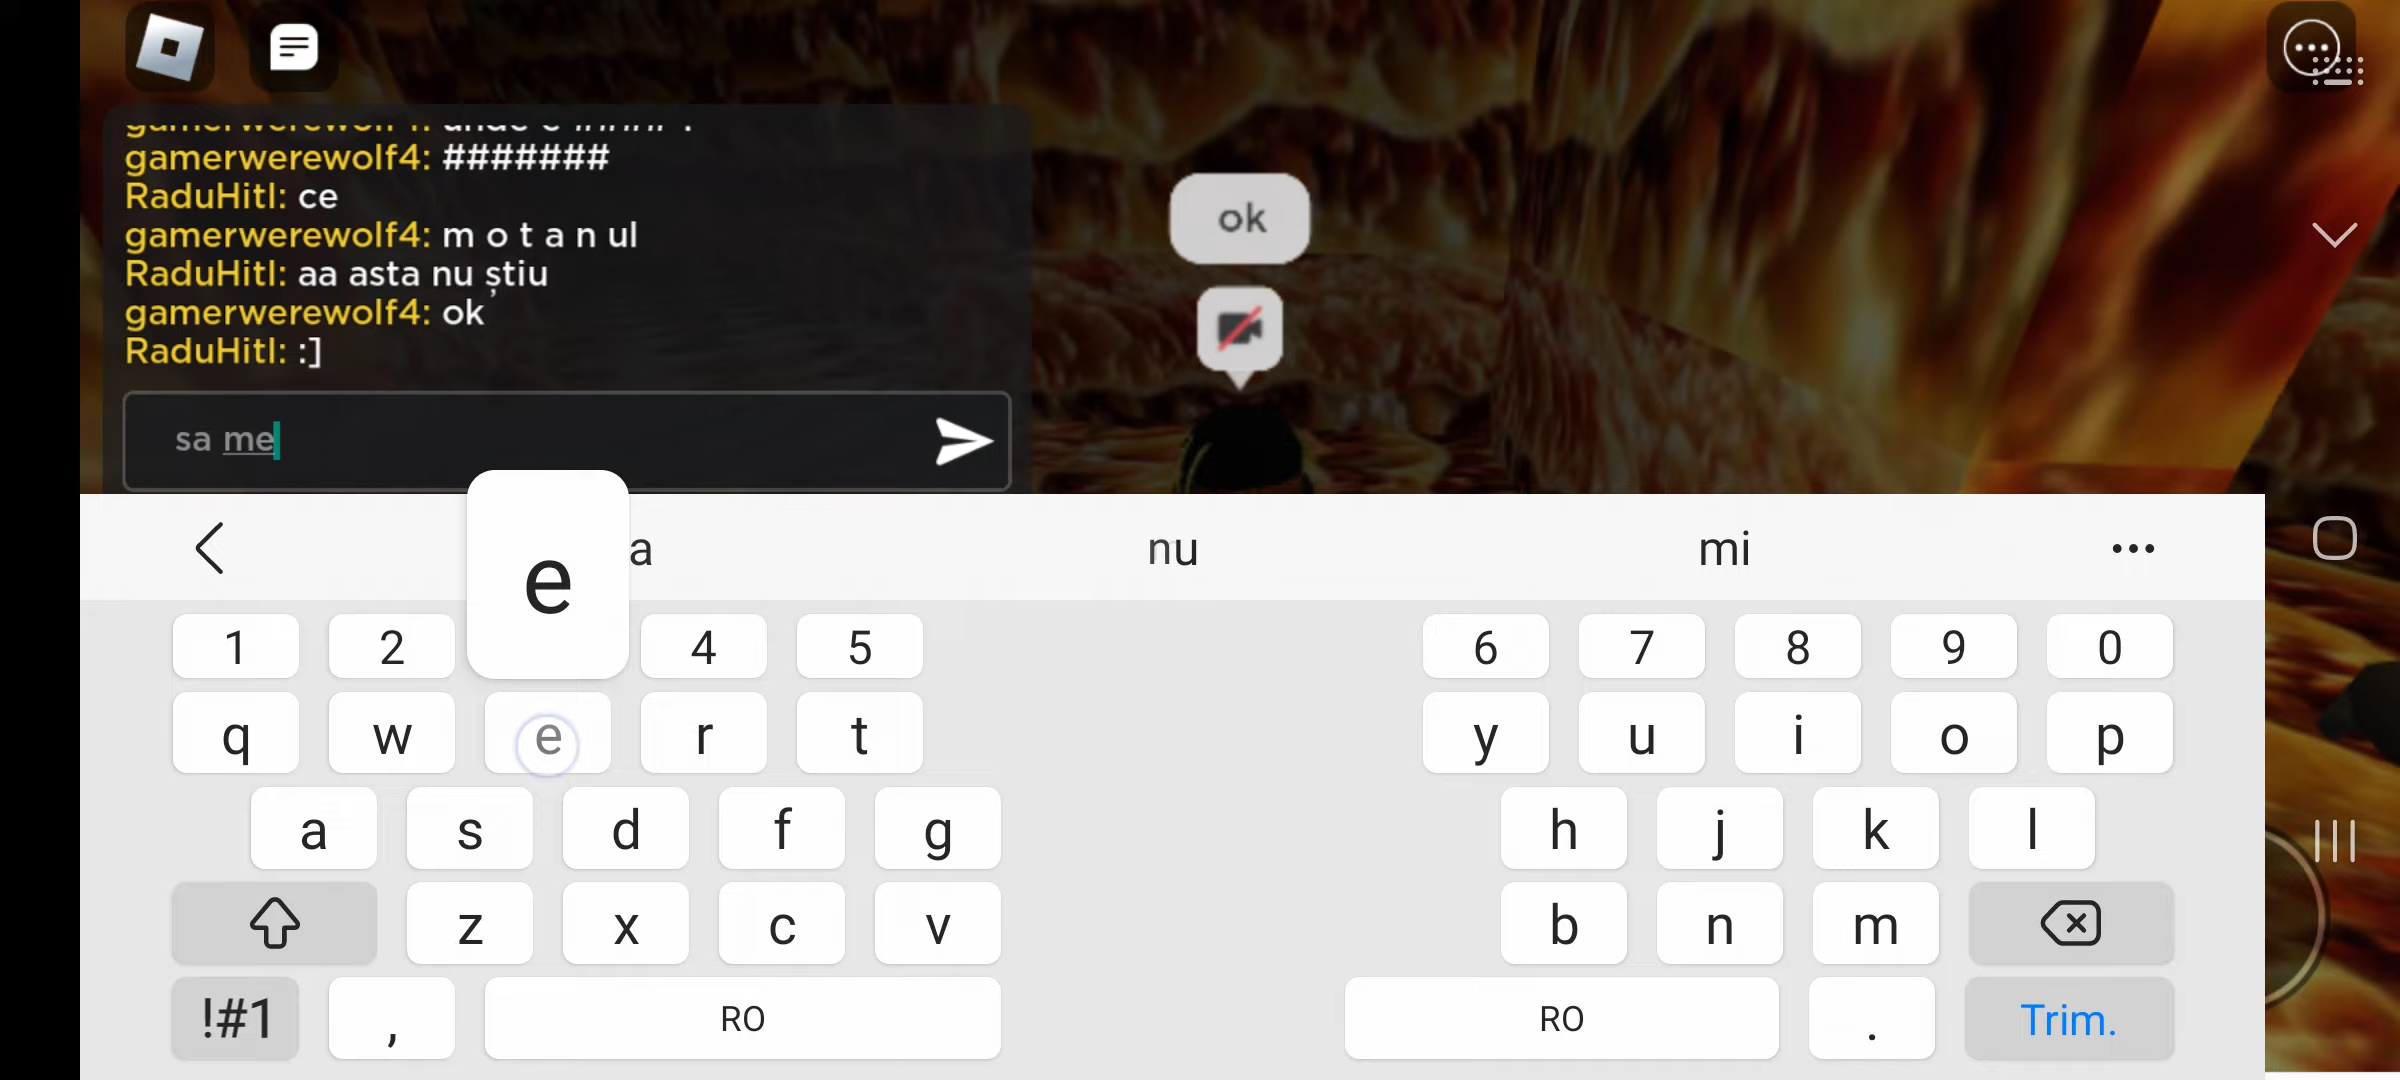 gamerwerewolf4: #######
RaduHitl: ce
gamerwerewolf4: m o t a n ul
RaduHitl: aa asta nu știu
gamerwerewolf4: ok
RaduHitl: :]
ok
sa me
e
a
nu
mi
1 2 4 5 6 7 8 9 0
q w e r t y u i o p
a s d f g h j k l
z x c v b n m
!#1 , RO RO . Trim.